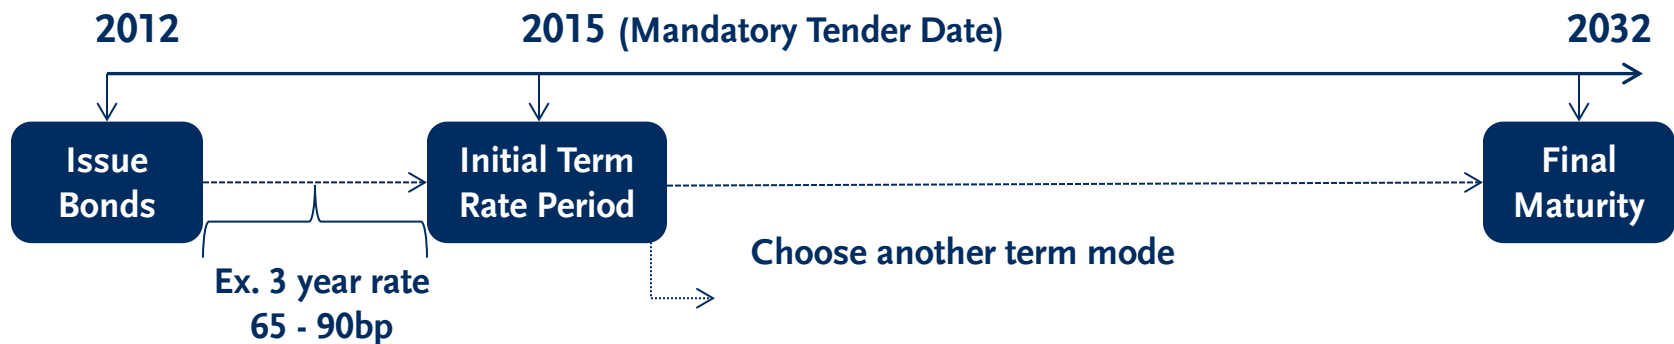 2012
2015 (Mandatory Tender Date)
2032
Issue
Bonds
Initial Term
Rate Period
Final
Maturity
Ex. 3 year rate
65 - 90bp
Choose another term mode